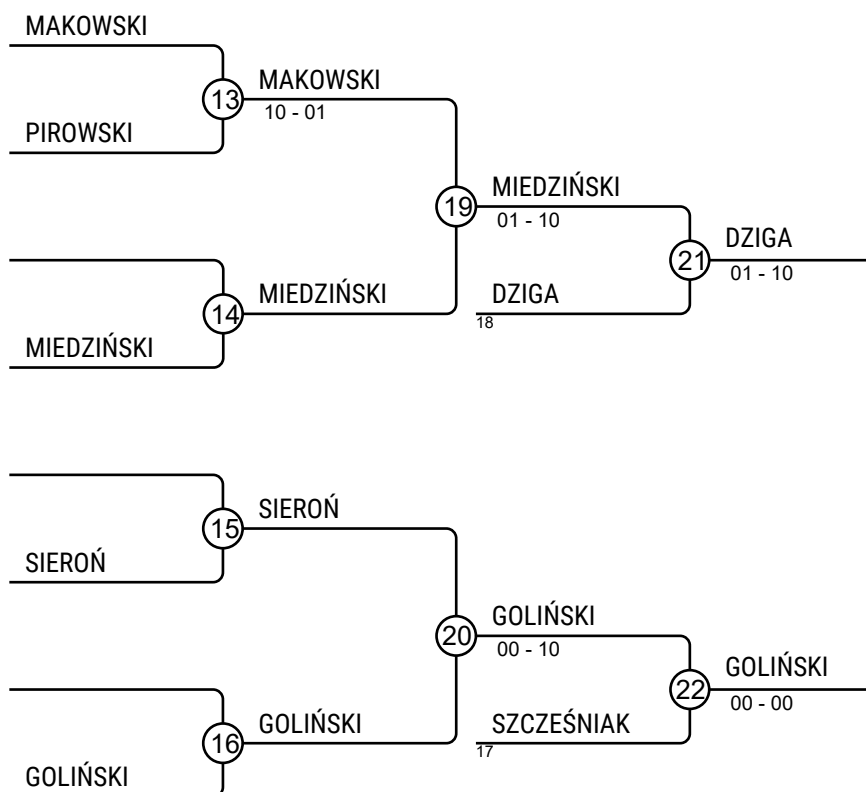 MAKOWSKI
13
MAKOWSKI
10 - 01
PIROWSKI
19
MIEDZIŃSKI
01 - 10
21
DZIGA
01 - 10
DZIGA
18
14
MIEDZIŃSKI
MIEDZIŃSKI
15
SIEROŃ
SIEROŃ
20
GOLIŃSKI
00 - 10
22
GOLIŃSKI
00 - 00
SZCZEŚNIAK
17
16
GOLIŃSKI
GOLIŃSKI